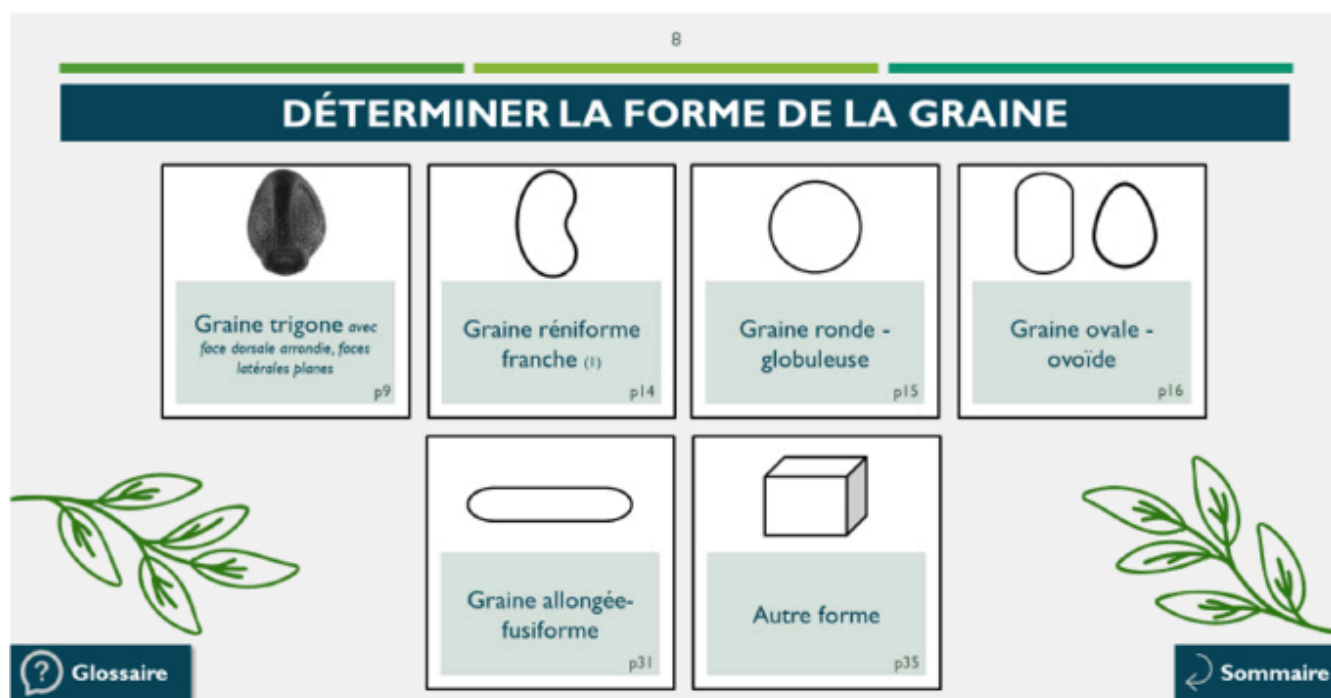 8
DÉTERMINER LA FORME DE LA GRAINE
Graine trigone avec
face dorsale arrondie, faces
latérales planes
p9
Graine réniforme
franche (1)
p14
Graine ronde -
globuleuse
p15
Graine ovale -
ovoïde
p16
Graine allongée-
fusiforme
p31
Autre forme
p35
? Glossaire
Sommaire